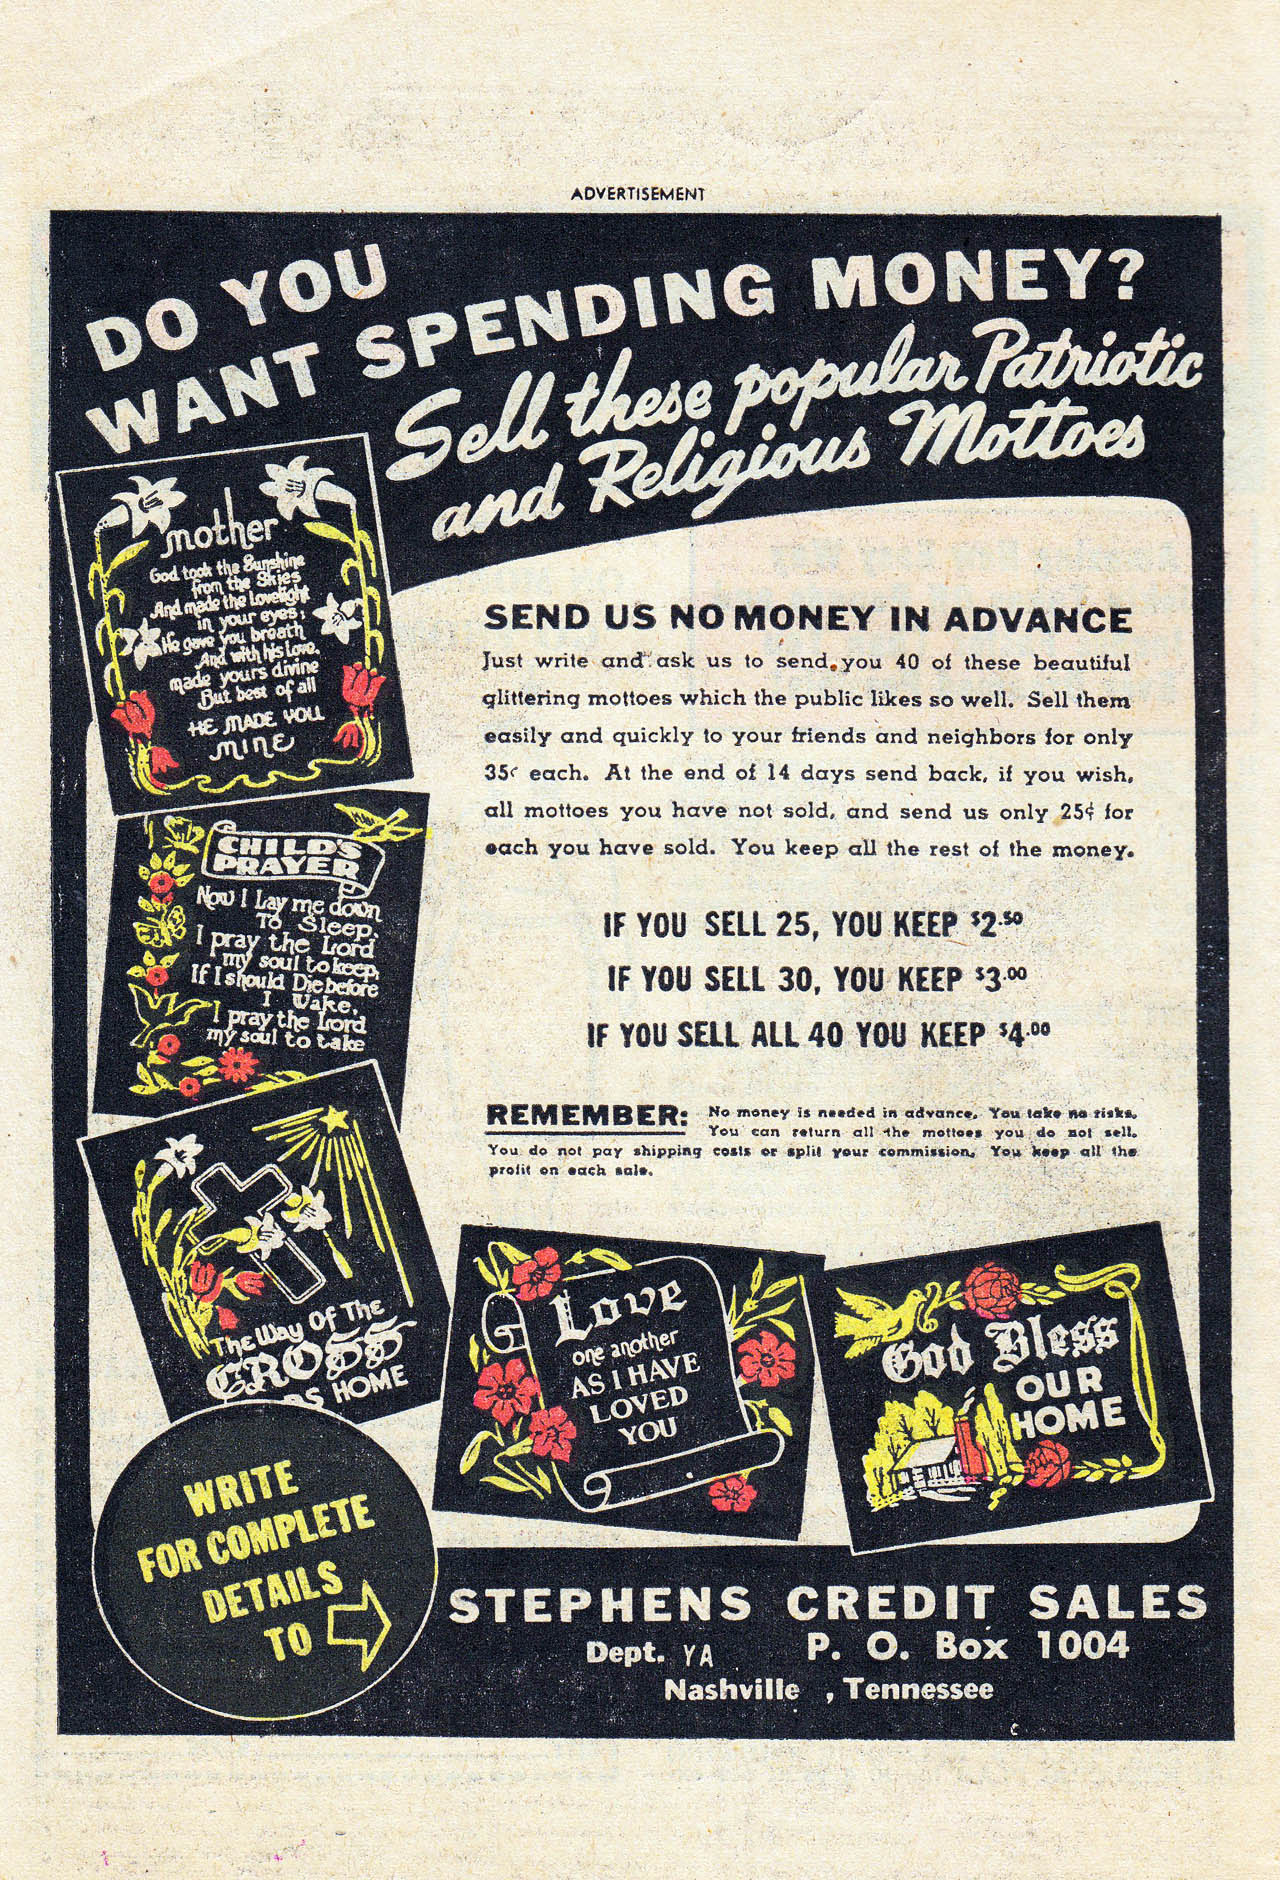 ADVERTISEMENT
DO YOU
WANT SPENDING MONEY?
Sell these popular Patriotic
and Religious Mottoes
mother
God took the Sunshine
from the Skies
And made the Lovelight
in your eyes;
He gave you breath
And with his Love,
made yours divine
But best of all
HE MADE YOU
MINE
CHILD'S
PRAYER
Now I Lay me down
To Sleep.
I pray the Lord
my soul to keep,
If I should Die before
I Wake,
I pray the Lord
my soul to take
The Way Of The
CROSS
HOME
SEND US NO MONEY IN ADVANCE
Just write and ask us to send you 40 of these beautiful
glittering mottoes which the public likes so well. Sell them
easily and quickly to your friends and neighbors for only
35¢ each. At the end of 14 days send back, if you wish,
all mottoes you have not sold, and send us only 25¢ for
each you have sold. You keep all the rest of the money.
IF YOU SELL 25, YOU KEEP $2.50
IF YOU SELL 30, YOU KEEP $3.00
IF YOU SELL ALL 40 YOU KEEP $4.00
REMEMBER: No money is needed in advance. You take no risks.
You can return all the mottoes you do not sell.
You do not pay shipping costs or split your commission. You keep all the
profit on each sale.
Love
one another
AS I HAVE
LOVED
YOU
God Bless
OUR
HOME
WRITE
FOR COMPLETE
DETAILS
TO
STEPHENS CREDIT SALES
Dept. YA P. O. Box 1004
Nashville , Tennessee